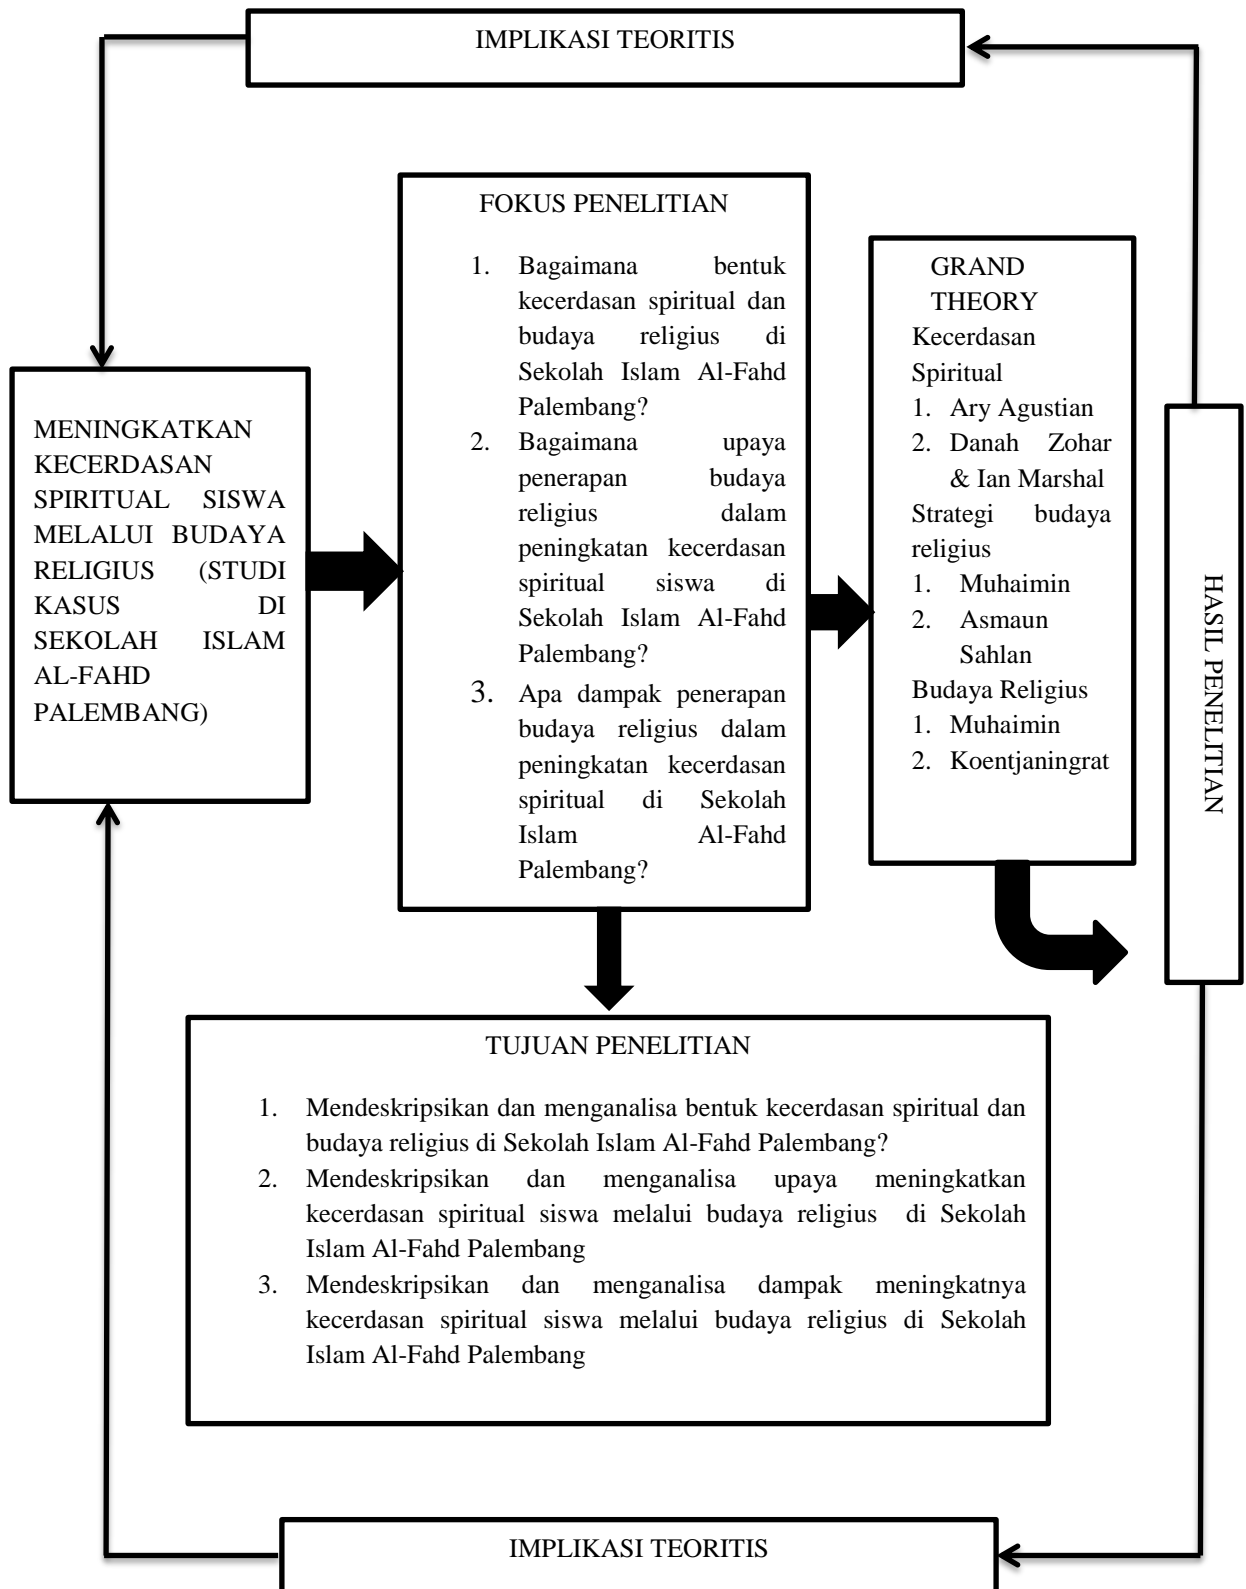 IMPLIKASI TEORITIS
FOKUS PENELITIAN
1. Bagaimana bentuk
kecerdasan spiritual dan
budaya religius di
Sekolah Islam Al-Fahd
Palembang?
2. Bagaimana upaya
penerapan budaya
religius dalam
peningkatan kecerdasan
spiritual siswa di
Sekolah Islam Al-Fahd
Palembang?
3. Apa dampak penerapan
budaya religius dalam
peningkatan kecerdasan
spiritual di Sekolah
Islam Al-Fahd
Palembang?
GRAND
THEORY
Kecerdasan
Spiritual
1. Ary Agustian
2. Danah Zohar
& Ian Marshal
Strategi budaya
religius
1. Muhaimin
2. Asmaun
Sahlan
Budaya Religius
1. Muhaimin
2. Koentjaningrat
MENINGKATKAN
KECERDASAN
SPIRITUAL SISWA
MELALUI BUDAYA
RELIGIUS (STUDI
KASUS DI
SEKOLAH ISLAM
AL-FAHD
PALEMBANG)
HASIL PENELITIAN
TUJUAN PENELITIAN
1. Mendeskripsikan dan menganalisa bentuk kecerdasan spiritual dan
budaya religius di Sekolah Islam Al-Fahd Palembang?
2. Mendeskripsikan dan menganalisa upaya meningkatkan
kecerdasan spiritual siswa melalui budaya religius di Sekolah
Islam Al-Fahd Palembang
3. Mendeskripsikan dan menganalisa dampak meningkatnya
kecerdasan spiritual siswa melalui budaya religius di Sekolah
Islam Al-Fahd Palembang
IMPLIKASI TEORITIS